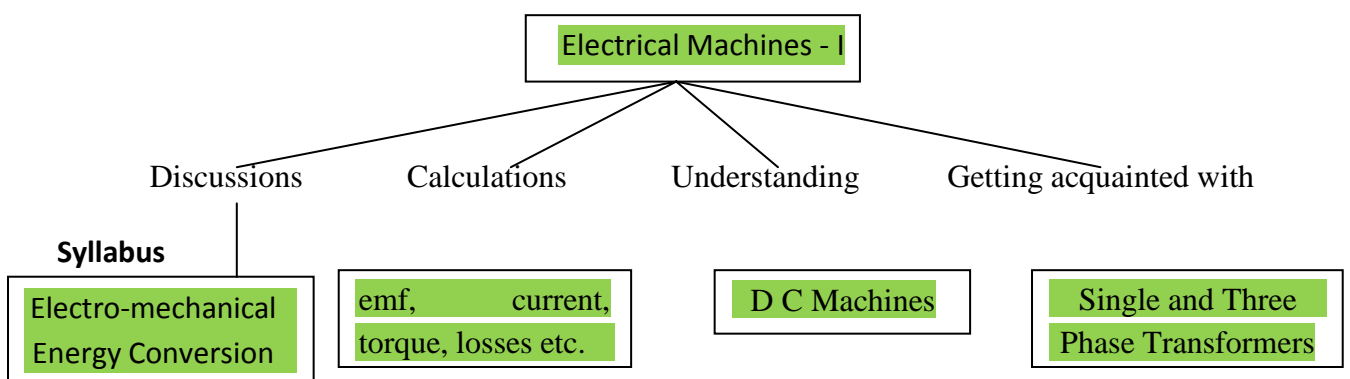 Electrical Machines - I
Discussions Calculations Understanding Getting acquainted with
Syllabus
Electro-mechanical
Energy Conversion
emf, current,
torque, losses etc.
D C Machines
Single and Three
Phase Transformers